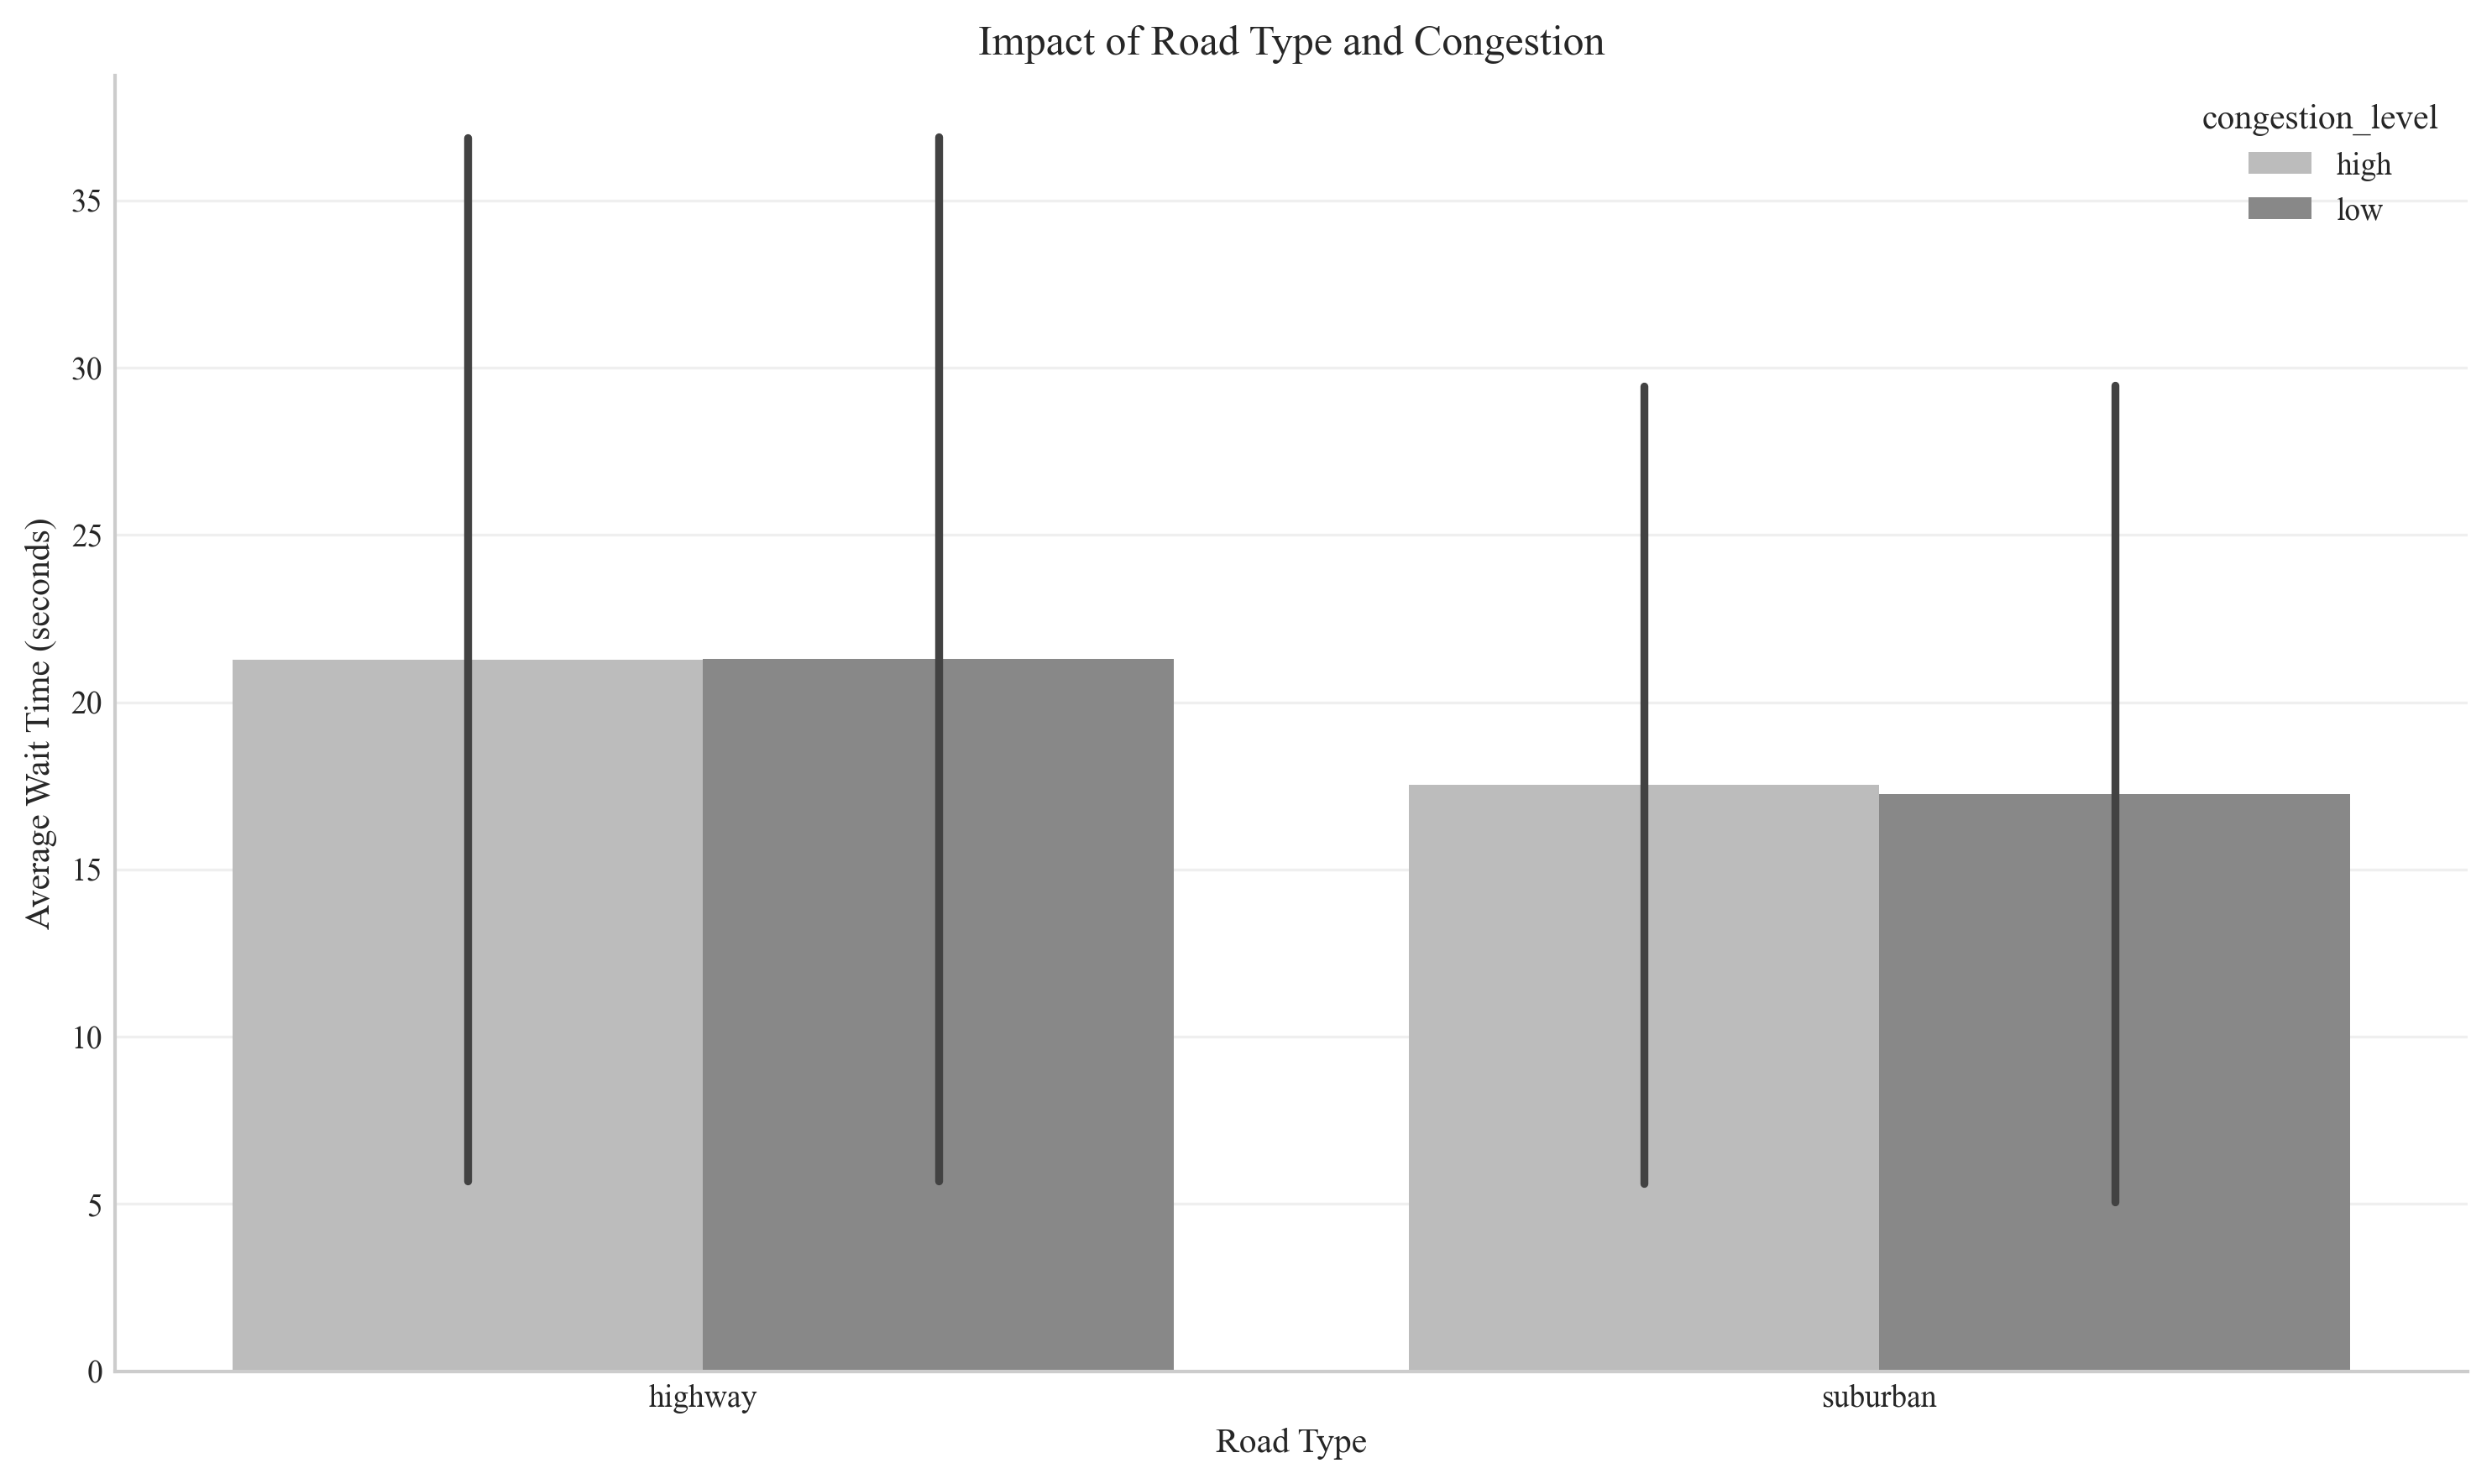 Impact of Road Type and Congestion
congestion_level
high
low
Average Wait Time (seconds)
35
30
25
20
15
10
5
0
highway
suburban
Road Type